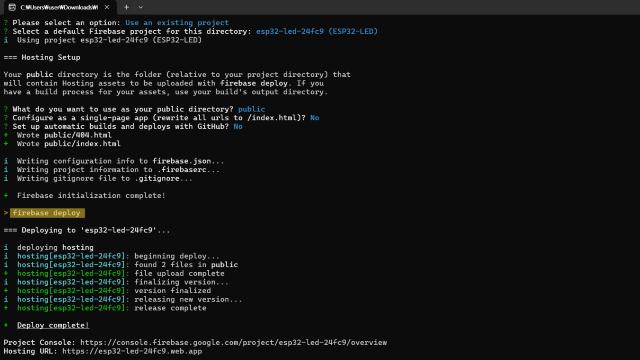 C:₩Users₩user₩Downloads₩l
? Please select an option: Use an existing project
? Select a default Firebase project for this directory: esp32-led-24fc9 (ESP32-LED)
i  Using project esp32-led-24fc9 (ESP32-LED)
=== Hosting Setup
Your public directory is the folder (relative to your project directory) that
will contain Hosting assets to be uploaded with firebase deploy. If you
have a build process for your assets, use your build's output directory.
? What do you want to use as your public directory? public
? Configure as a single-page app (rewrite all urls to /index.html)? No
? Set up automatic builds and deploys with GitHub? No
+  Wrote public/404.html
+  Wrote public/index.html
i  Writing configuration info to firebase.json...
i  Writing project information to .firebaserc...
i  Writing gitignore file to .gitignore...
+  Firebase initialization complete!
> firebase deploy
=== Deploying to 'esp32-led-24fc9'...
i  deploying hosting
i  hosting[esp32-led-24fc9]: beginning deploy...
i  hosting[esp32-led-24fc9]: found 2 files in public
+  hosting[esp32-led-24fc9]: file upload complete
i  hosting[esp32-led-24fc9]: finalizing version...
+  hosting[esp32-led-24fc9]: version finalized
i  hosting[esp32-led-24fc9]: releasing new version...
+  hosting[esp32-led-24fc9]: release complete
+  Deploy complete!
Project Console: https://console.firebase.google.com/project/esp32-led-24fc9/overview
Hosting URL: https://esp32-led-24fc9.web.app